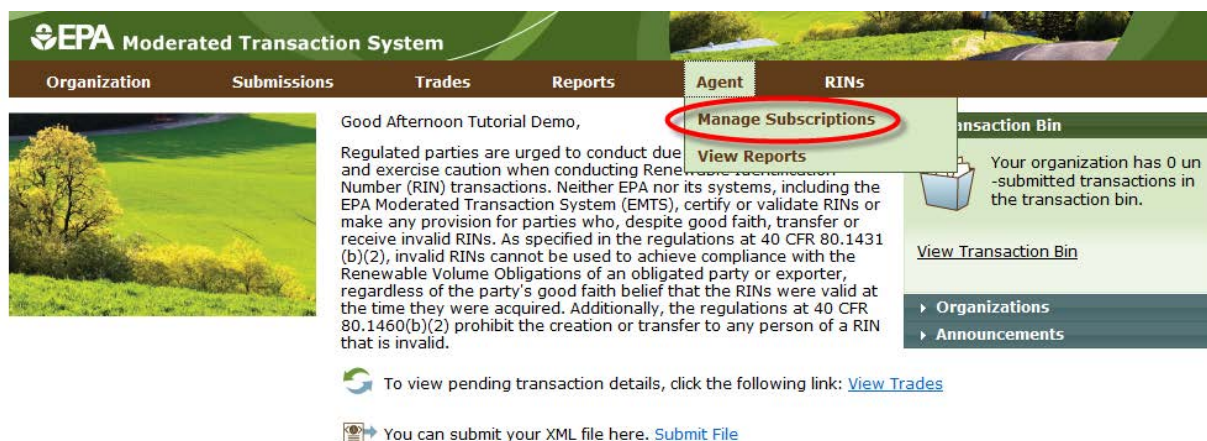 EPA Moderated Transaction System
Organization Submissions Trades Reports Agent RINs
Manage Subscriptions
View Reports
Good Afternoon Tutorial Demo,
Regulated parties are urged to conduct due
and exercise caution when conducting Renewable Identification
Number (RIN) transactions. Neither EPA nor its systems, including the
EPA Moderated Transaction System (EMTS), certify or validate RINs or
make any provision for parties who, despite good faith, transfer or
receive invalid RINs. As specified in the regulations at 40 CFR 80.1431
(b)(2), invalid RINs cannot be used to achieve compliance with the
Renewable Volume Obligations of an obligated party or exporter,
regardless of the party's good faith belief that the RINs were valid at
the time they were acquired. Additionally, the regulations at 40 CFR
80.1460(b)(2) prohibit the creation or transfer to any person of a RIN
that is invalid.
To view pending transaction details, click the following link: View Trades
You can submit your XML file here. Submit File
ansaction Bin
Your organization has 0 un
-submitted transactions in
the transaction bin.
View Transaction Bin
Organizations
Announcements